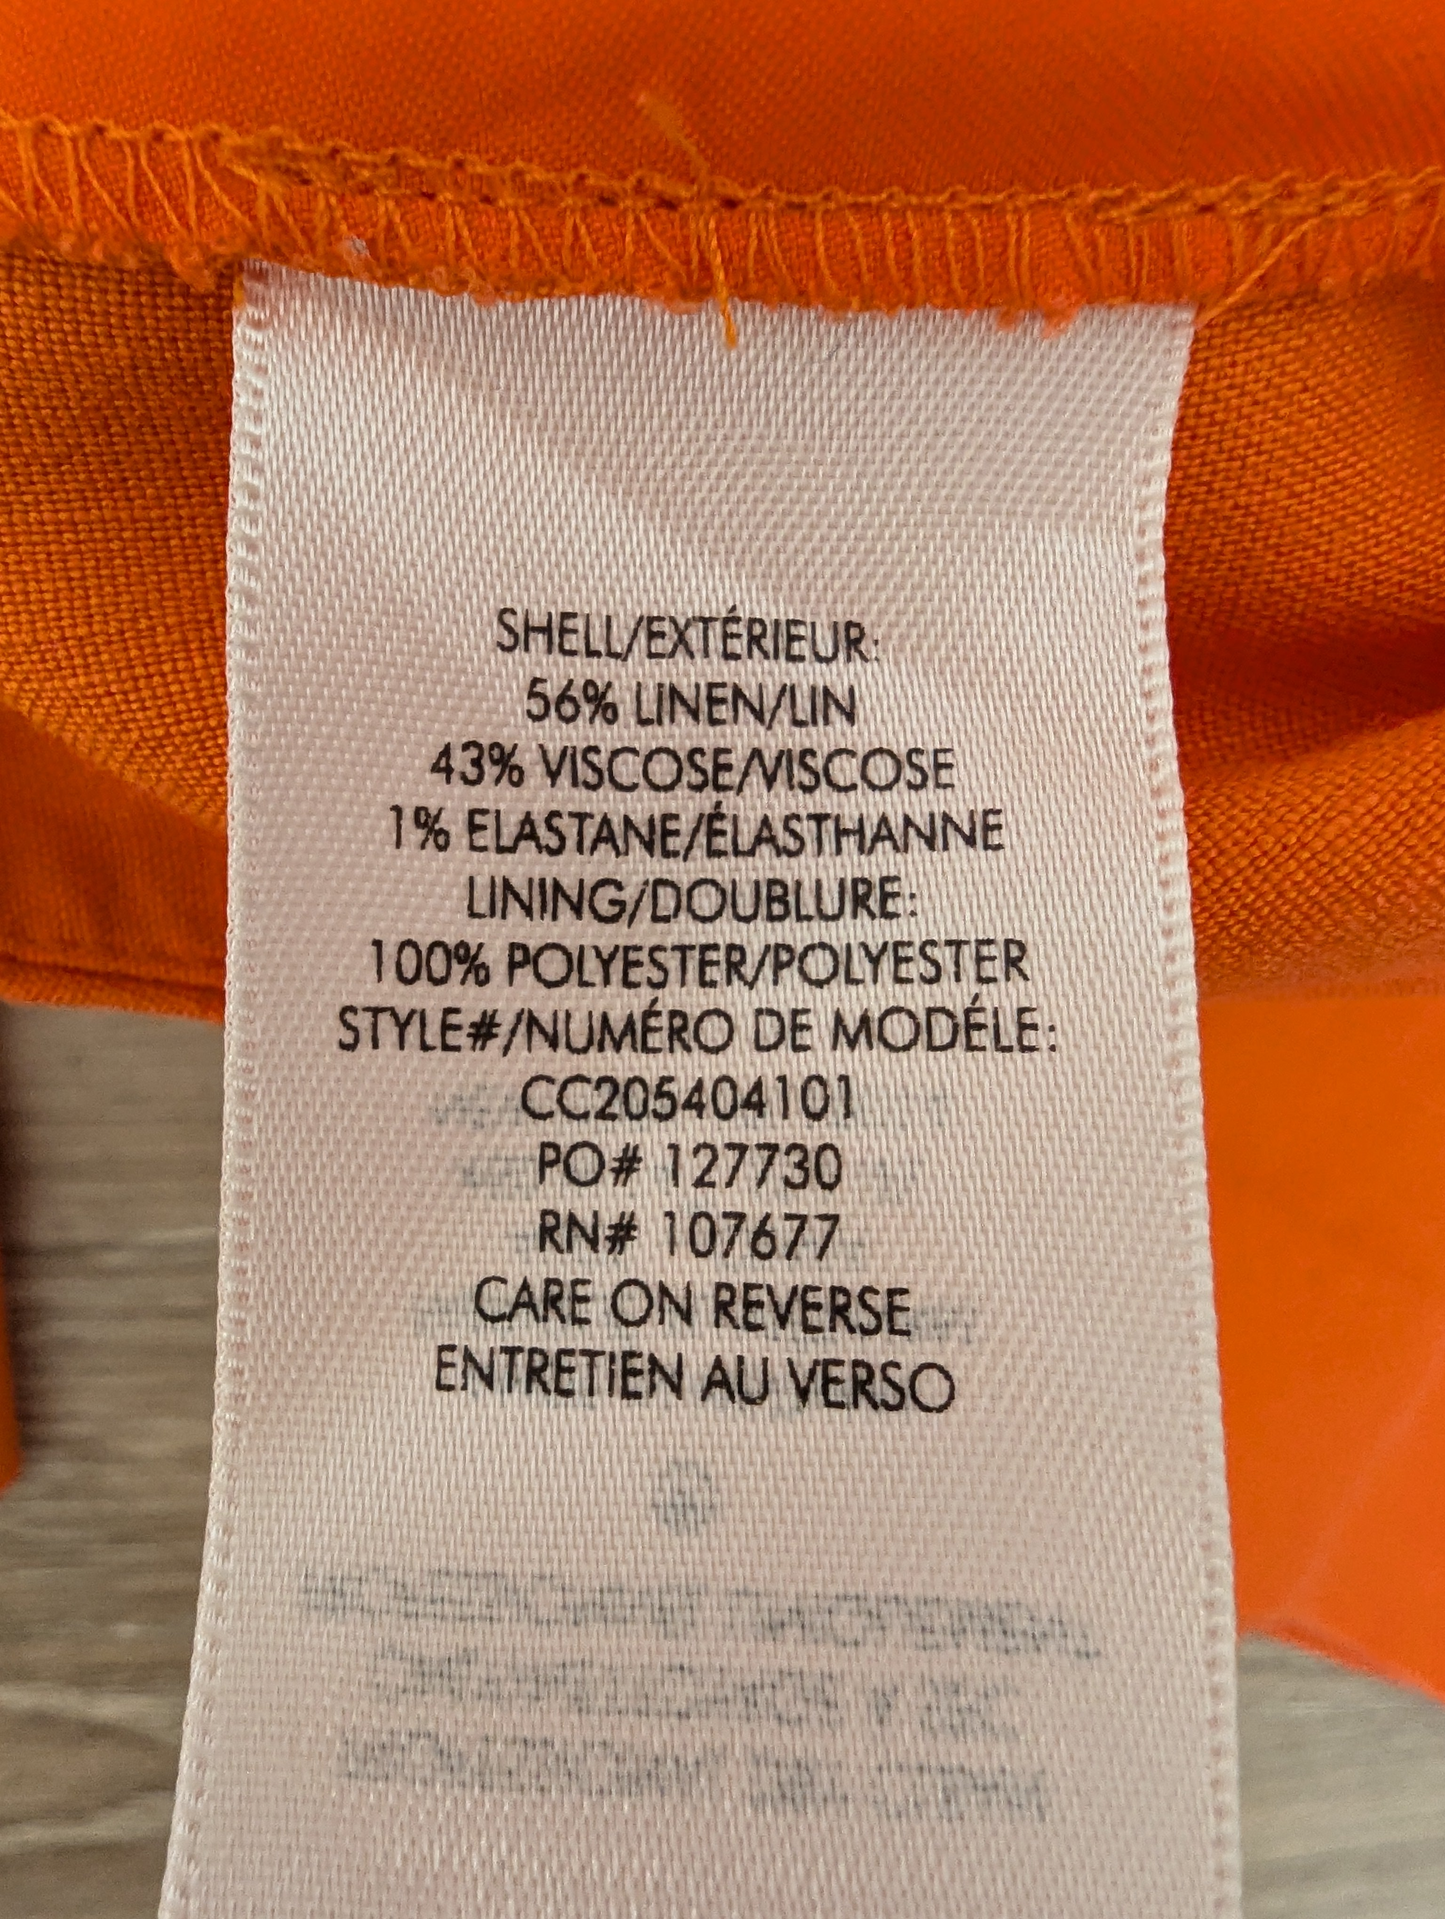 SHELL/EXTÉRIEUR:
56% LINEN/LIN
43% VISCOSE/VISCOSE
1% ELASTANE/ÉLASTHANNE
LINING/DOUBLURE:
100% POLYESTER/POLYESTER
STYLE#/NUMÉRO DE MODÉLE:
CC205404101
PO# 127730
RN# 107677
CARE ON REVERSE
ENTRETIEN AU VERSO